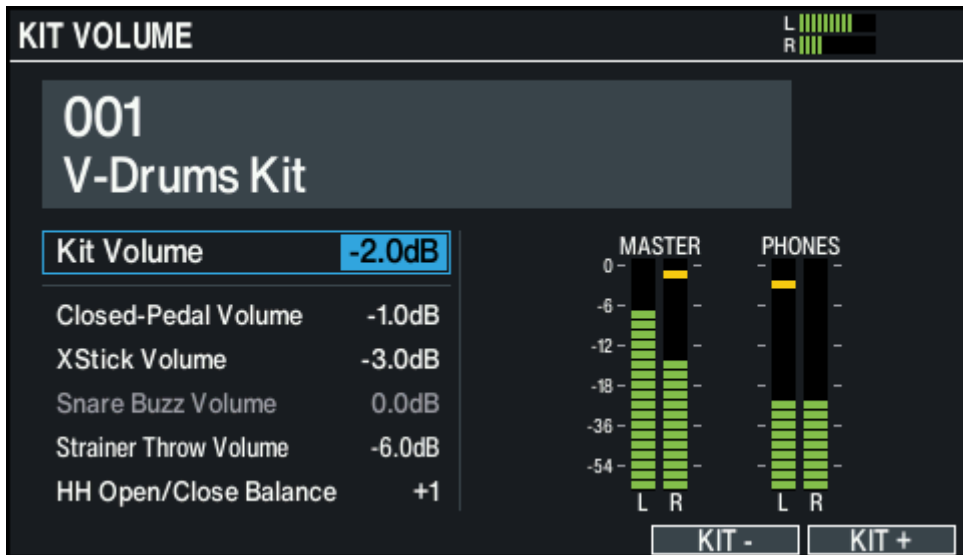 KIT VOLUME
L
R
001
V-Drums Kit
Kit Volume -2.0dB
Closed-Pedal Volume -1.0dB
XStick Volume -3.0dB
Snare Buzz Volume 0.0dB
Strainer Throw Volume -6.0dB
HH Open/Close Balance +1
MASTER PHONES
0
-6
-12
-18
-36
-54
L R L R
KIT - KIT +